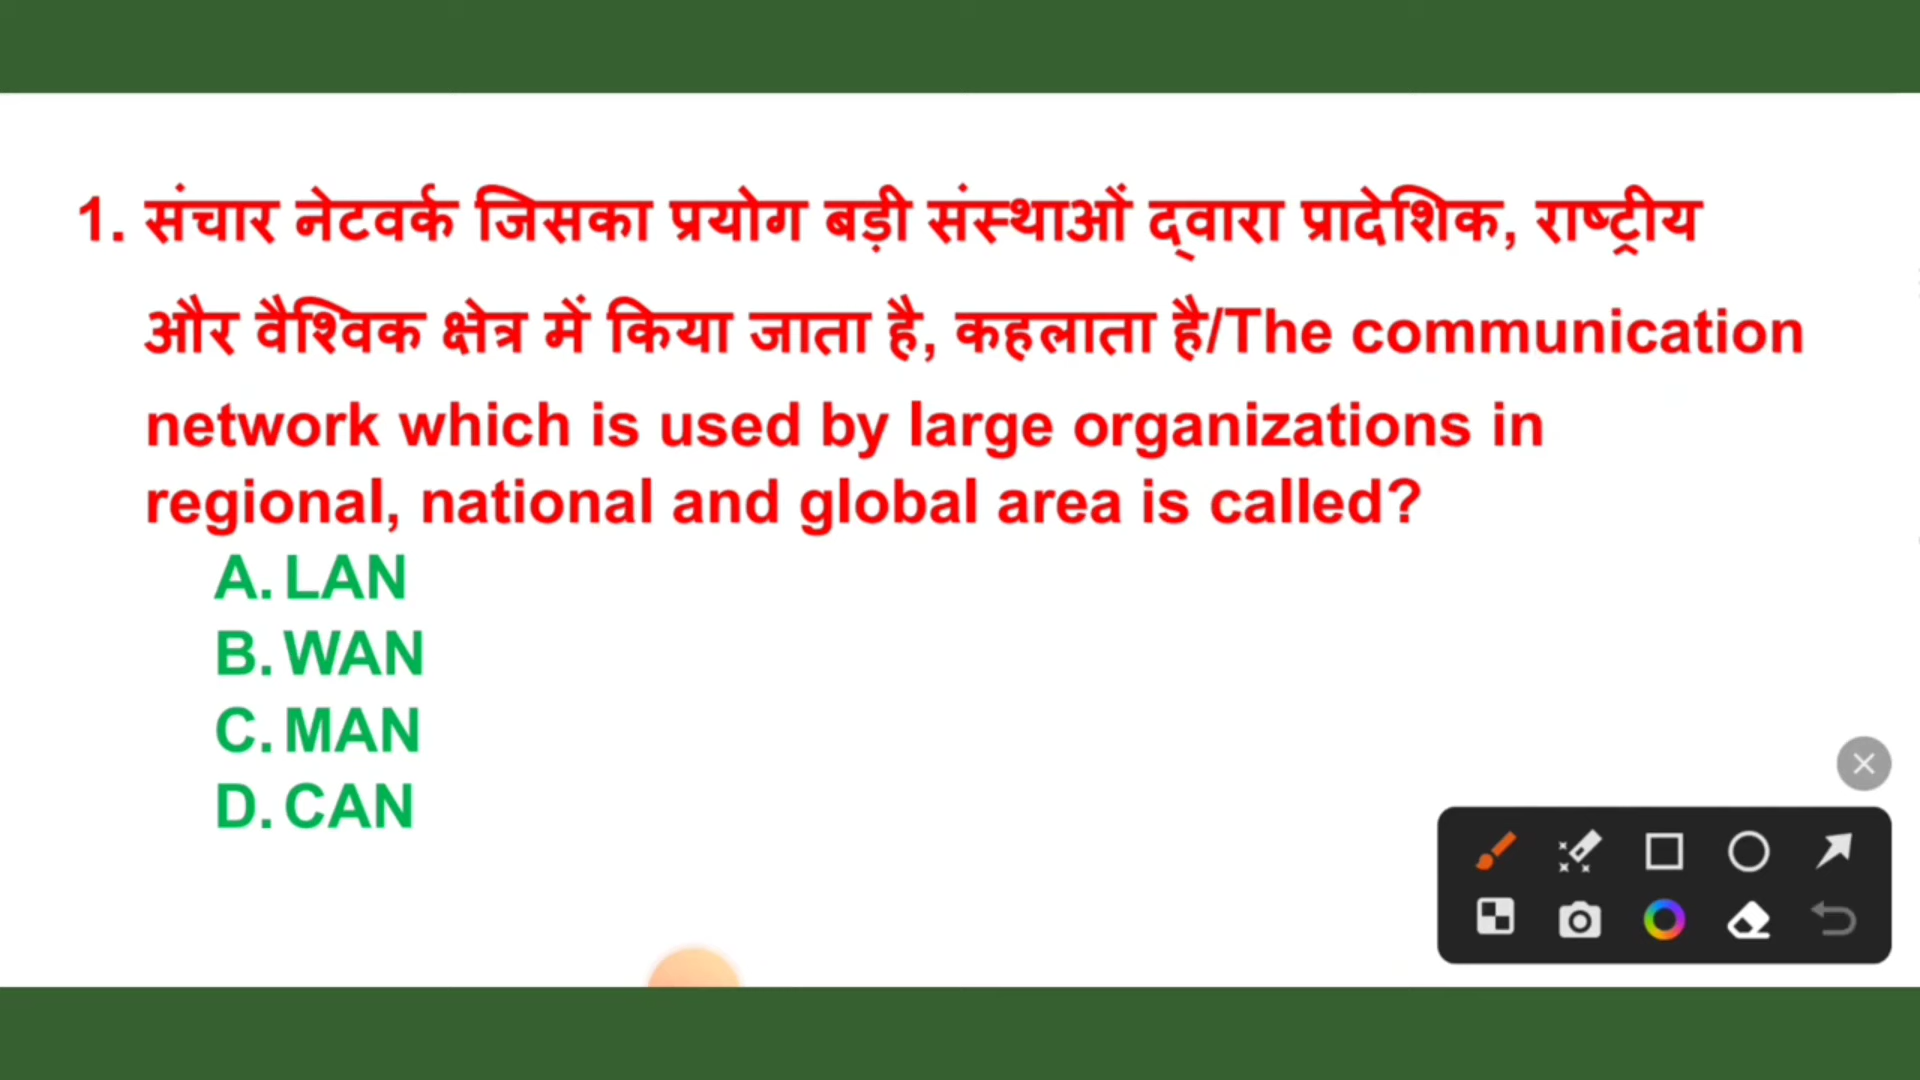 1. संचार नेटवर्क जिसका प्रयोग बड़ी संस्थाओं द्वारा प्रादेशिक, राष्ट्रीय
और वैश्विक क्षेत्र में किया जाता है, कहलाता है/The communication
network which is used by large organizations in
regional, national and global area is called?
A. LAN
B. WAN
C. MAN
D. CAN